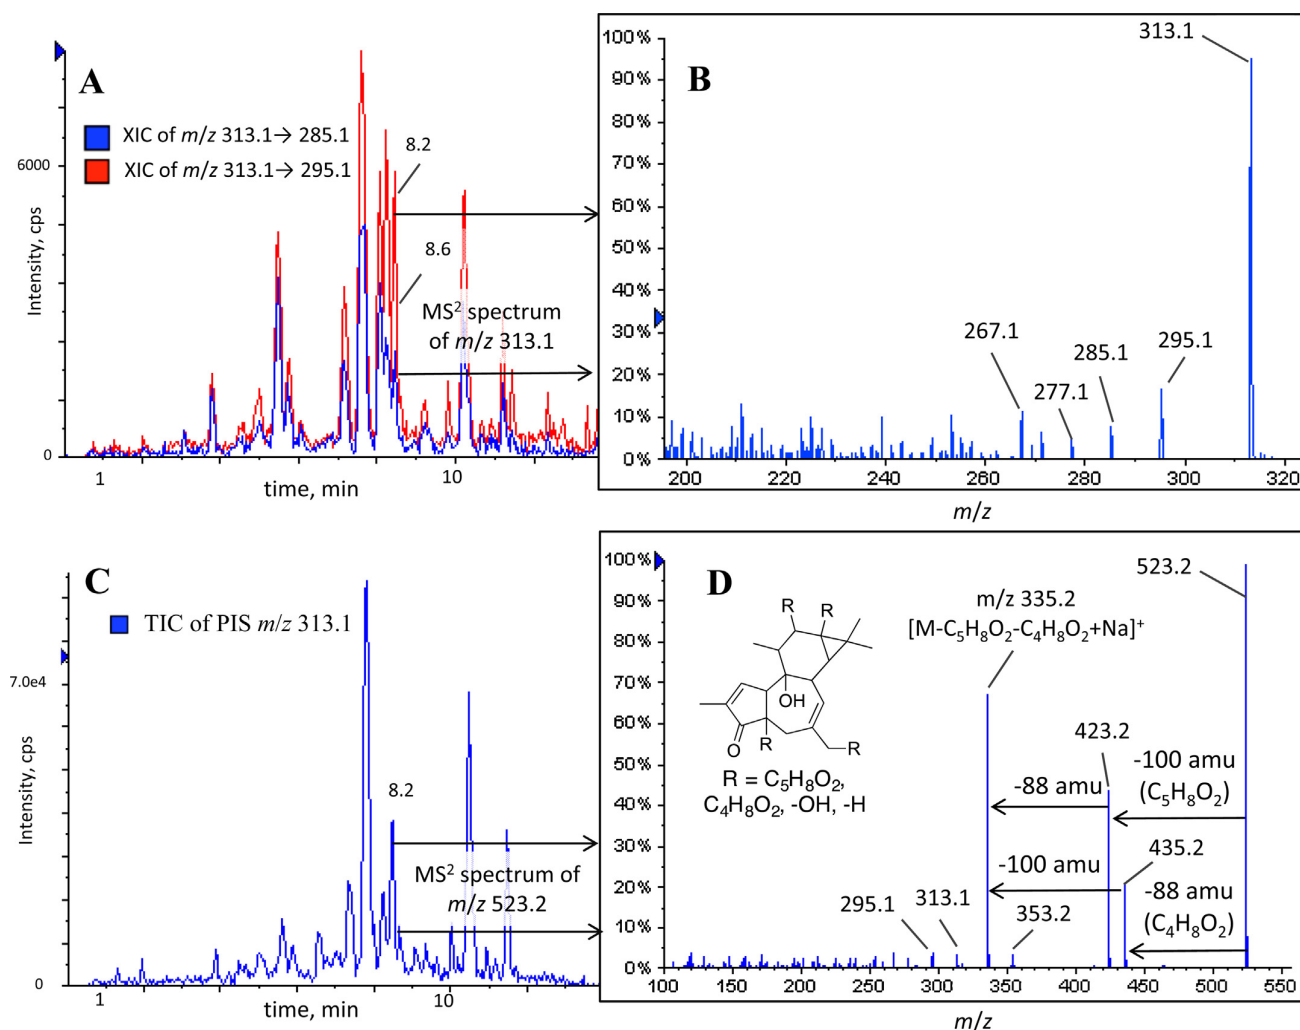 A
XIC of m/z 313.1→ 285.1
XIC of m/z 313.1→ 295.1
8.2
8.6
MS² spectrum
of m/z 313.1
Intensity, cps
6000
0
1
10
time, min
B
313.1
100%
90%
80%
70%
60%
50%
40%
30%
20%
10%
0%
267.1
277.1
285.1
295.1
200
220
240
260
280
300
320
m/z
C
TIC of PIS m/z 313.1
8.2
MS² spectrum of
m/z 523.2
Intensity, cps
7.0e4
0
1
10
time, min
D
523.2
m/z 335.2
[M-C₅H₈O₂-C₄H₈O₂+Na]⁺
100%
90%
80%
70%
60%
50%
40%
30%
20%
10%
0%
R
R
OH
O
R
R
R = C₅H₈O₂,
C₄H₈O₂, -OH, -H
423.2
-100 amu
(C₅H₈O₂)
-88 amu
435.2
-100 amu
-88 amu
(C₄H₈O₂)
295.1
313.1
353.2
100
150
200
250
300
350
400
450
500
550
m/z